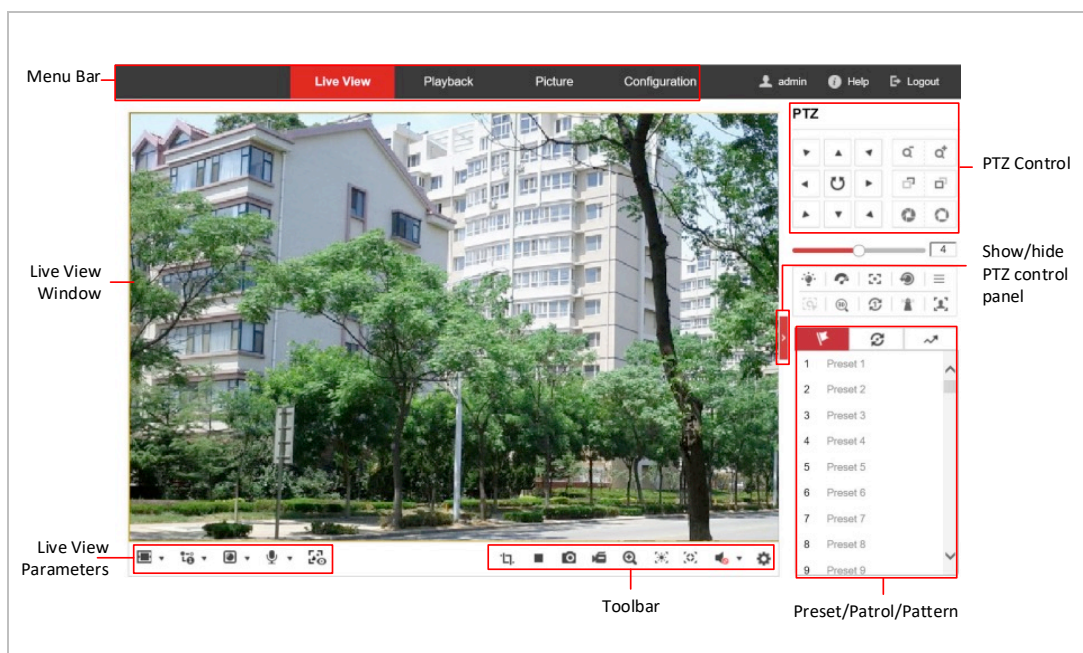 Menu Bar
Live View Playback Picture Configuration admin Help Logout
PTZ
PTZ Control
4
Show/hide
PTZ control
panel
Live View
Window
1 Preset 1
2 Preset 2
3 Preset 3
4 Preset 4
5 Preset 5
6 Preset 6
7 Preset 7
8 Preset 8
9 Preset 9
Live View
Parameters
Toolbar
Preset/Patrol/Pattern